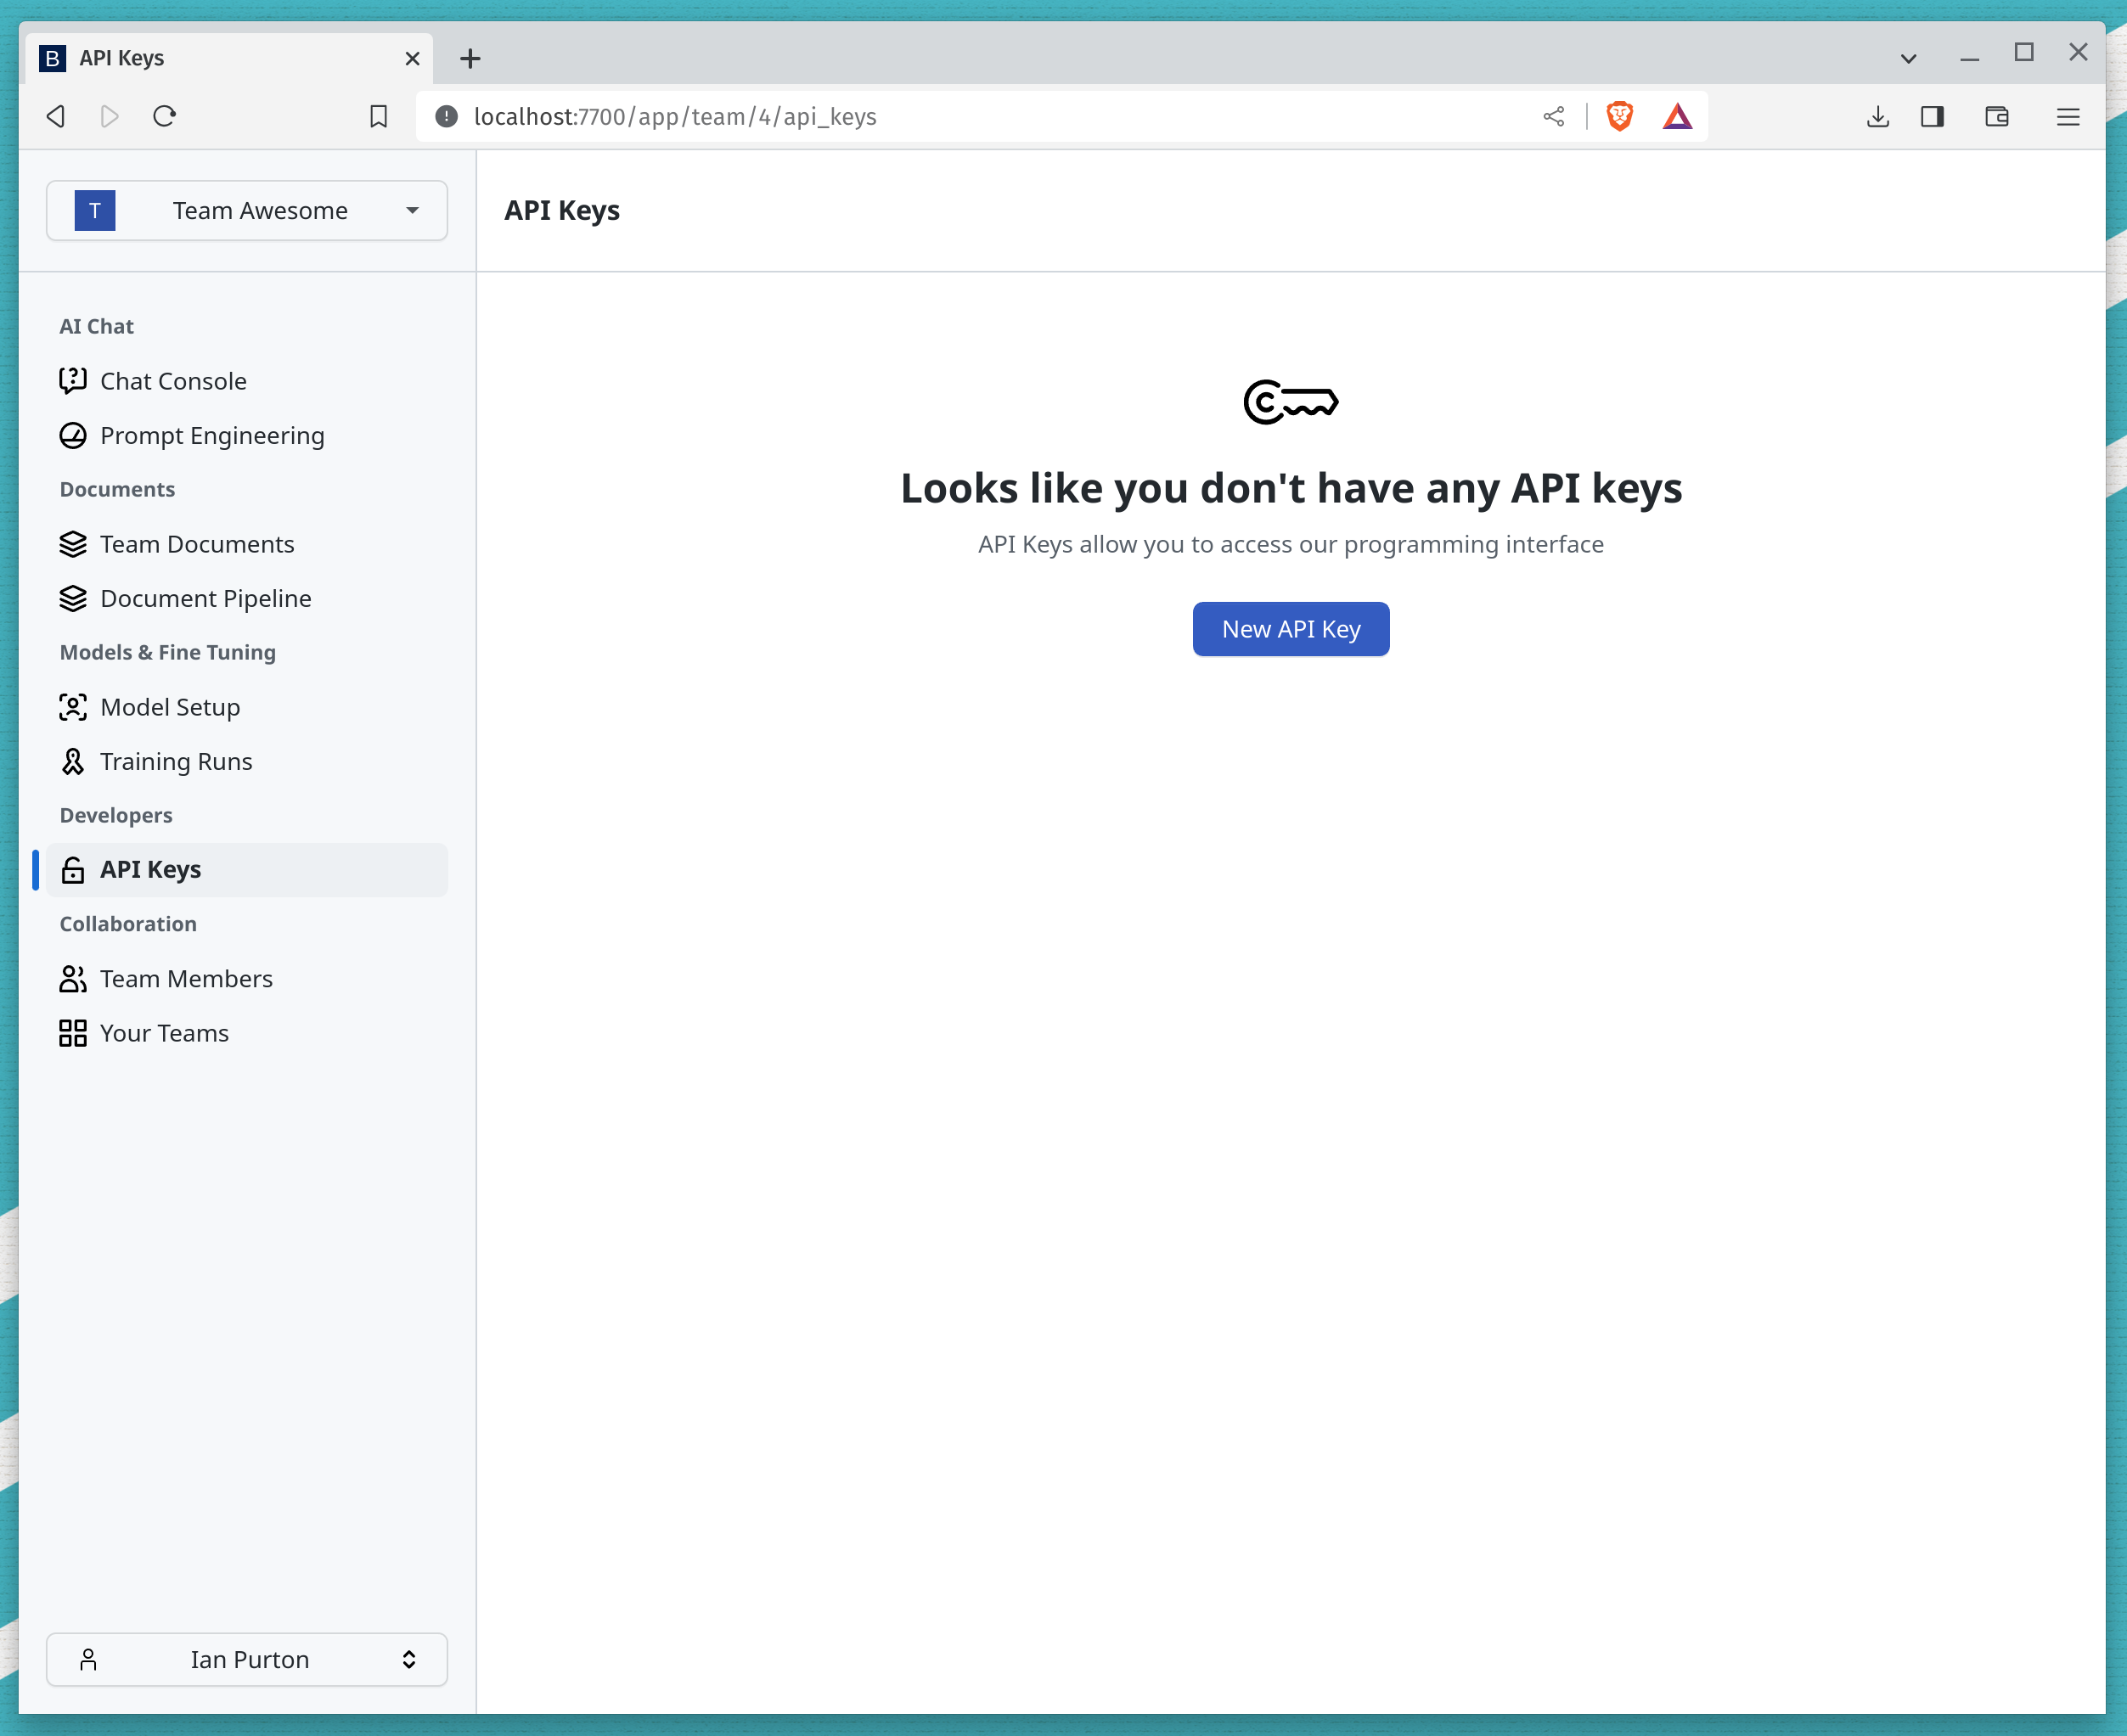 B API Keys
localhost:7700/app/team/4/api_keys
T Team Awesome
API Keys
AI Chat
Chat Console
Prompt Engineering
Documents
Team Documents
Document Pipeline
Models & Fine Tuning
Model Setup
Training Runs
Developers
API Keys
Collaboration
Team Members
Your Teams
Ian Purton
Looks like you don't have any API keys
API Keys allow you to access our programming interface
New API Key